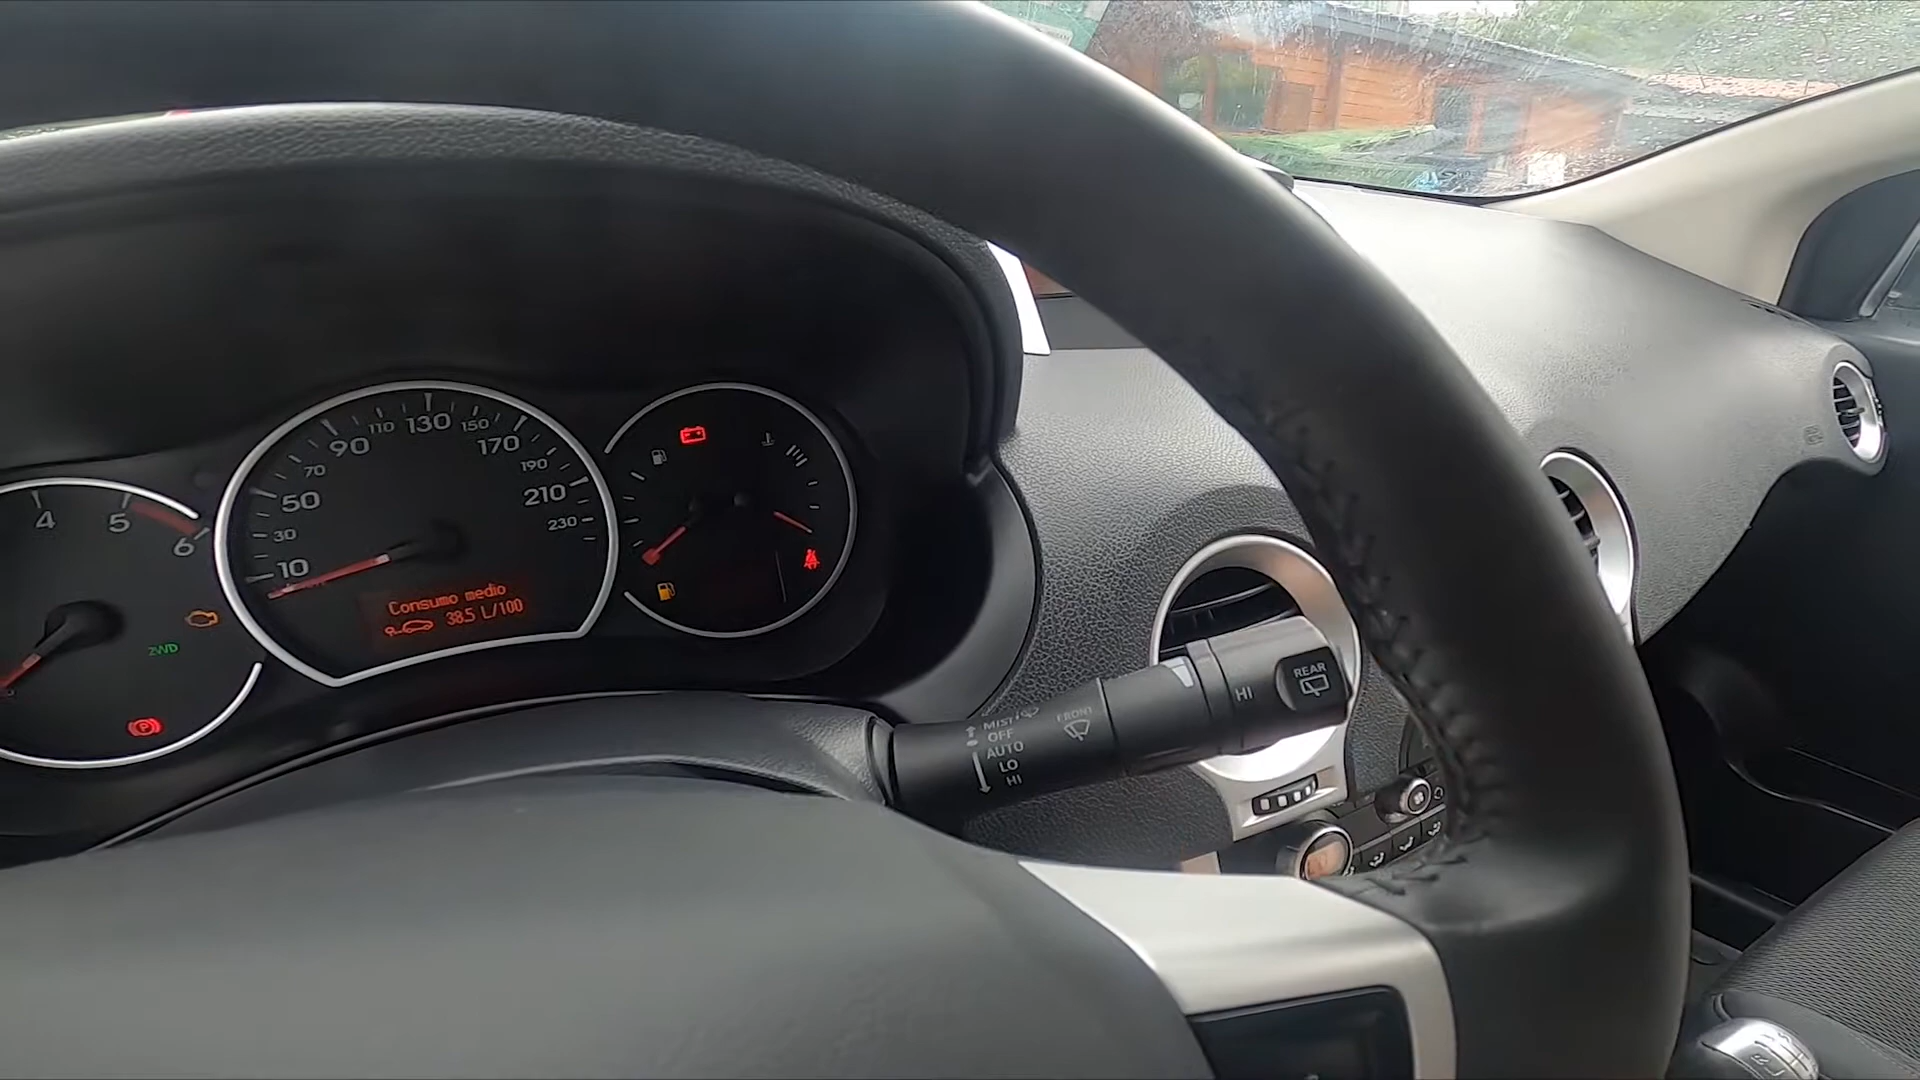 4
5
6
10
30
50
70
90
110
130
150
170
190
210
230
Consumo medio
38.5 L/100
2WD
P
MIST
OFF
AUTO
LO
HI
FRONT
HI
REAR